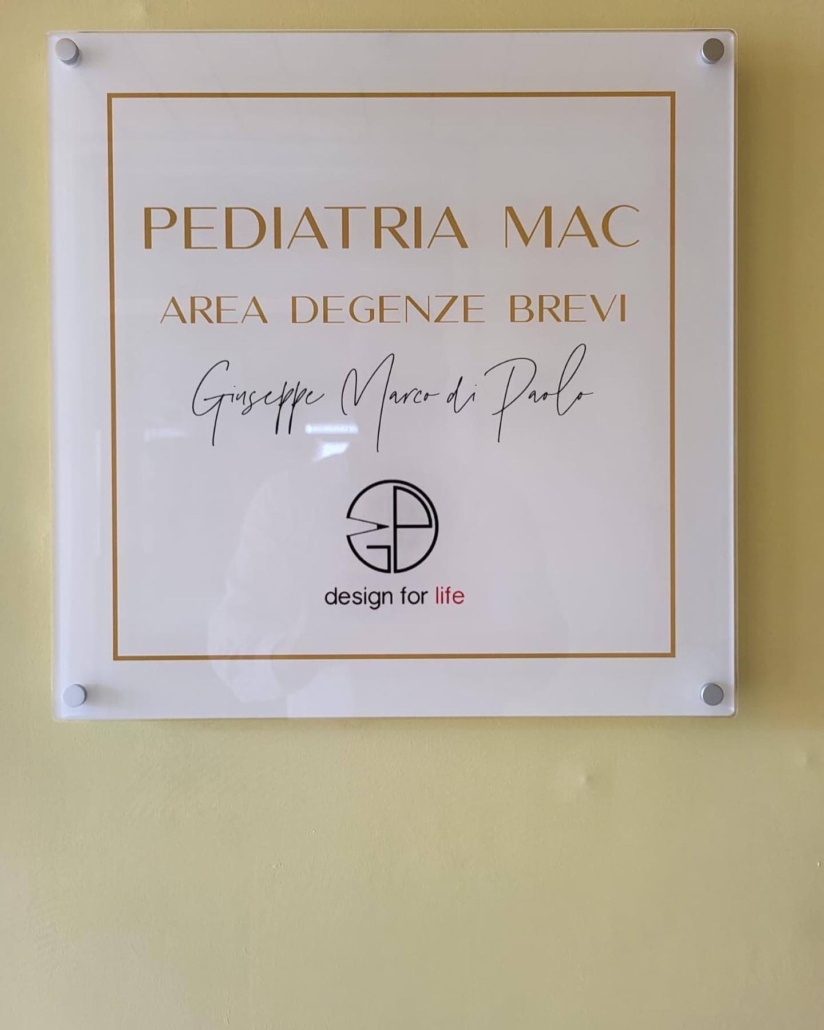 PEDIATRIA MAC
AREA DEGENZE BREVI
Giuseppe Marco di Paolo
design for life